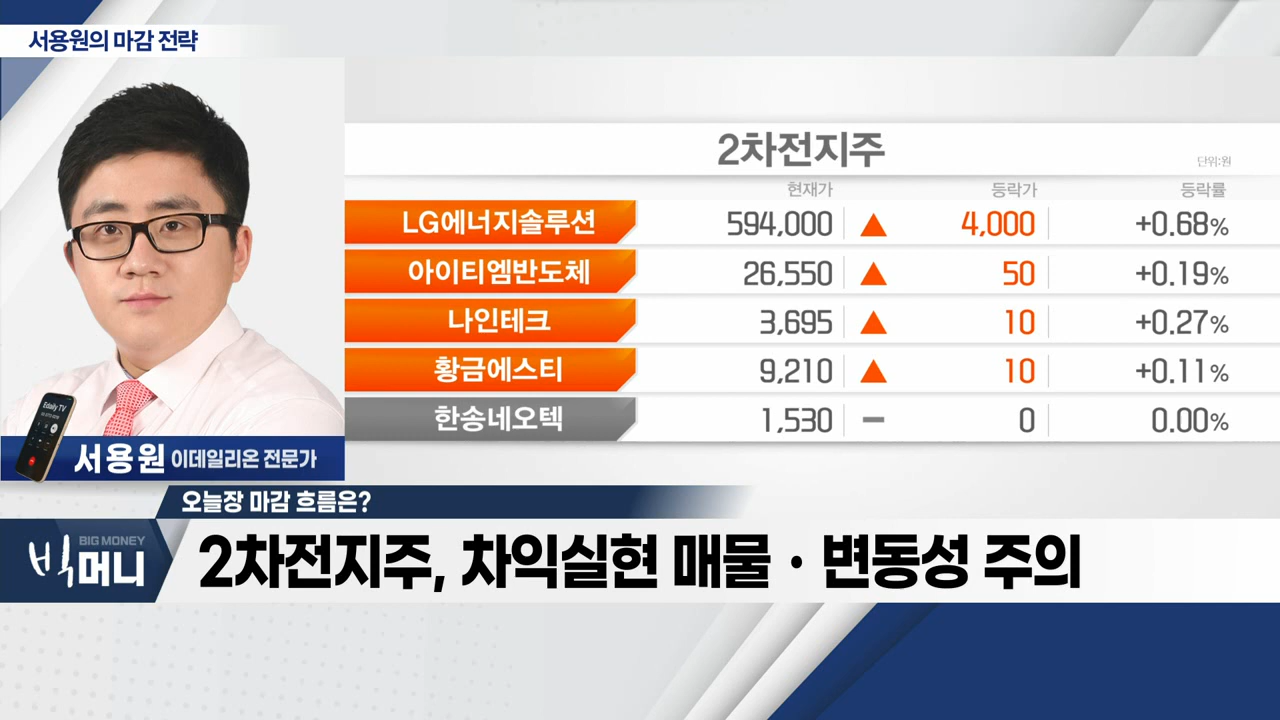 서용원의 마감 전략
2차전지주
단위:원
현재가 등락가 등락률
LG에너지솔루션 594,000 ▲ 4,000 +0.68%
아이티엠반도체 26,550 ▲ 50 +0.19%
나인테크 3,695 ▲ 10 +0.27%
황금에스티 9,210 ▲ 10 +0.11%
한송네오텍 1,530 - 0 0.00%
Edaily TV
서용원 이데일리온 전문가
오늘장 마감 흐름은?
BIG MONEY
빅머니
2차전지주, 차익실현 매물 · 변동성 주의